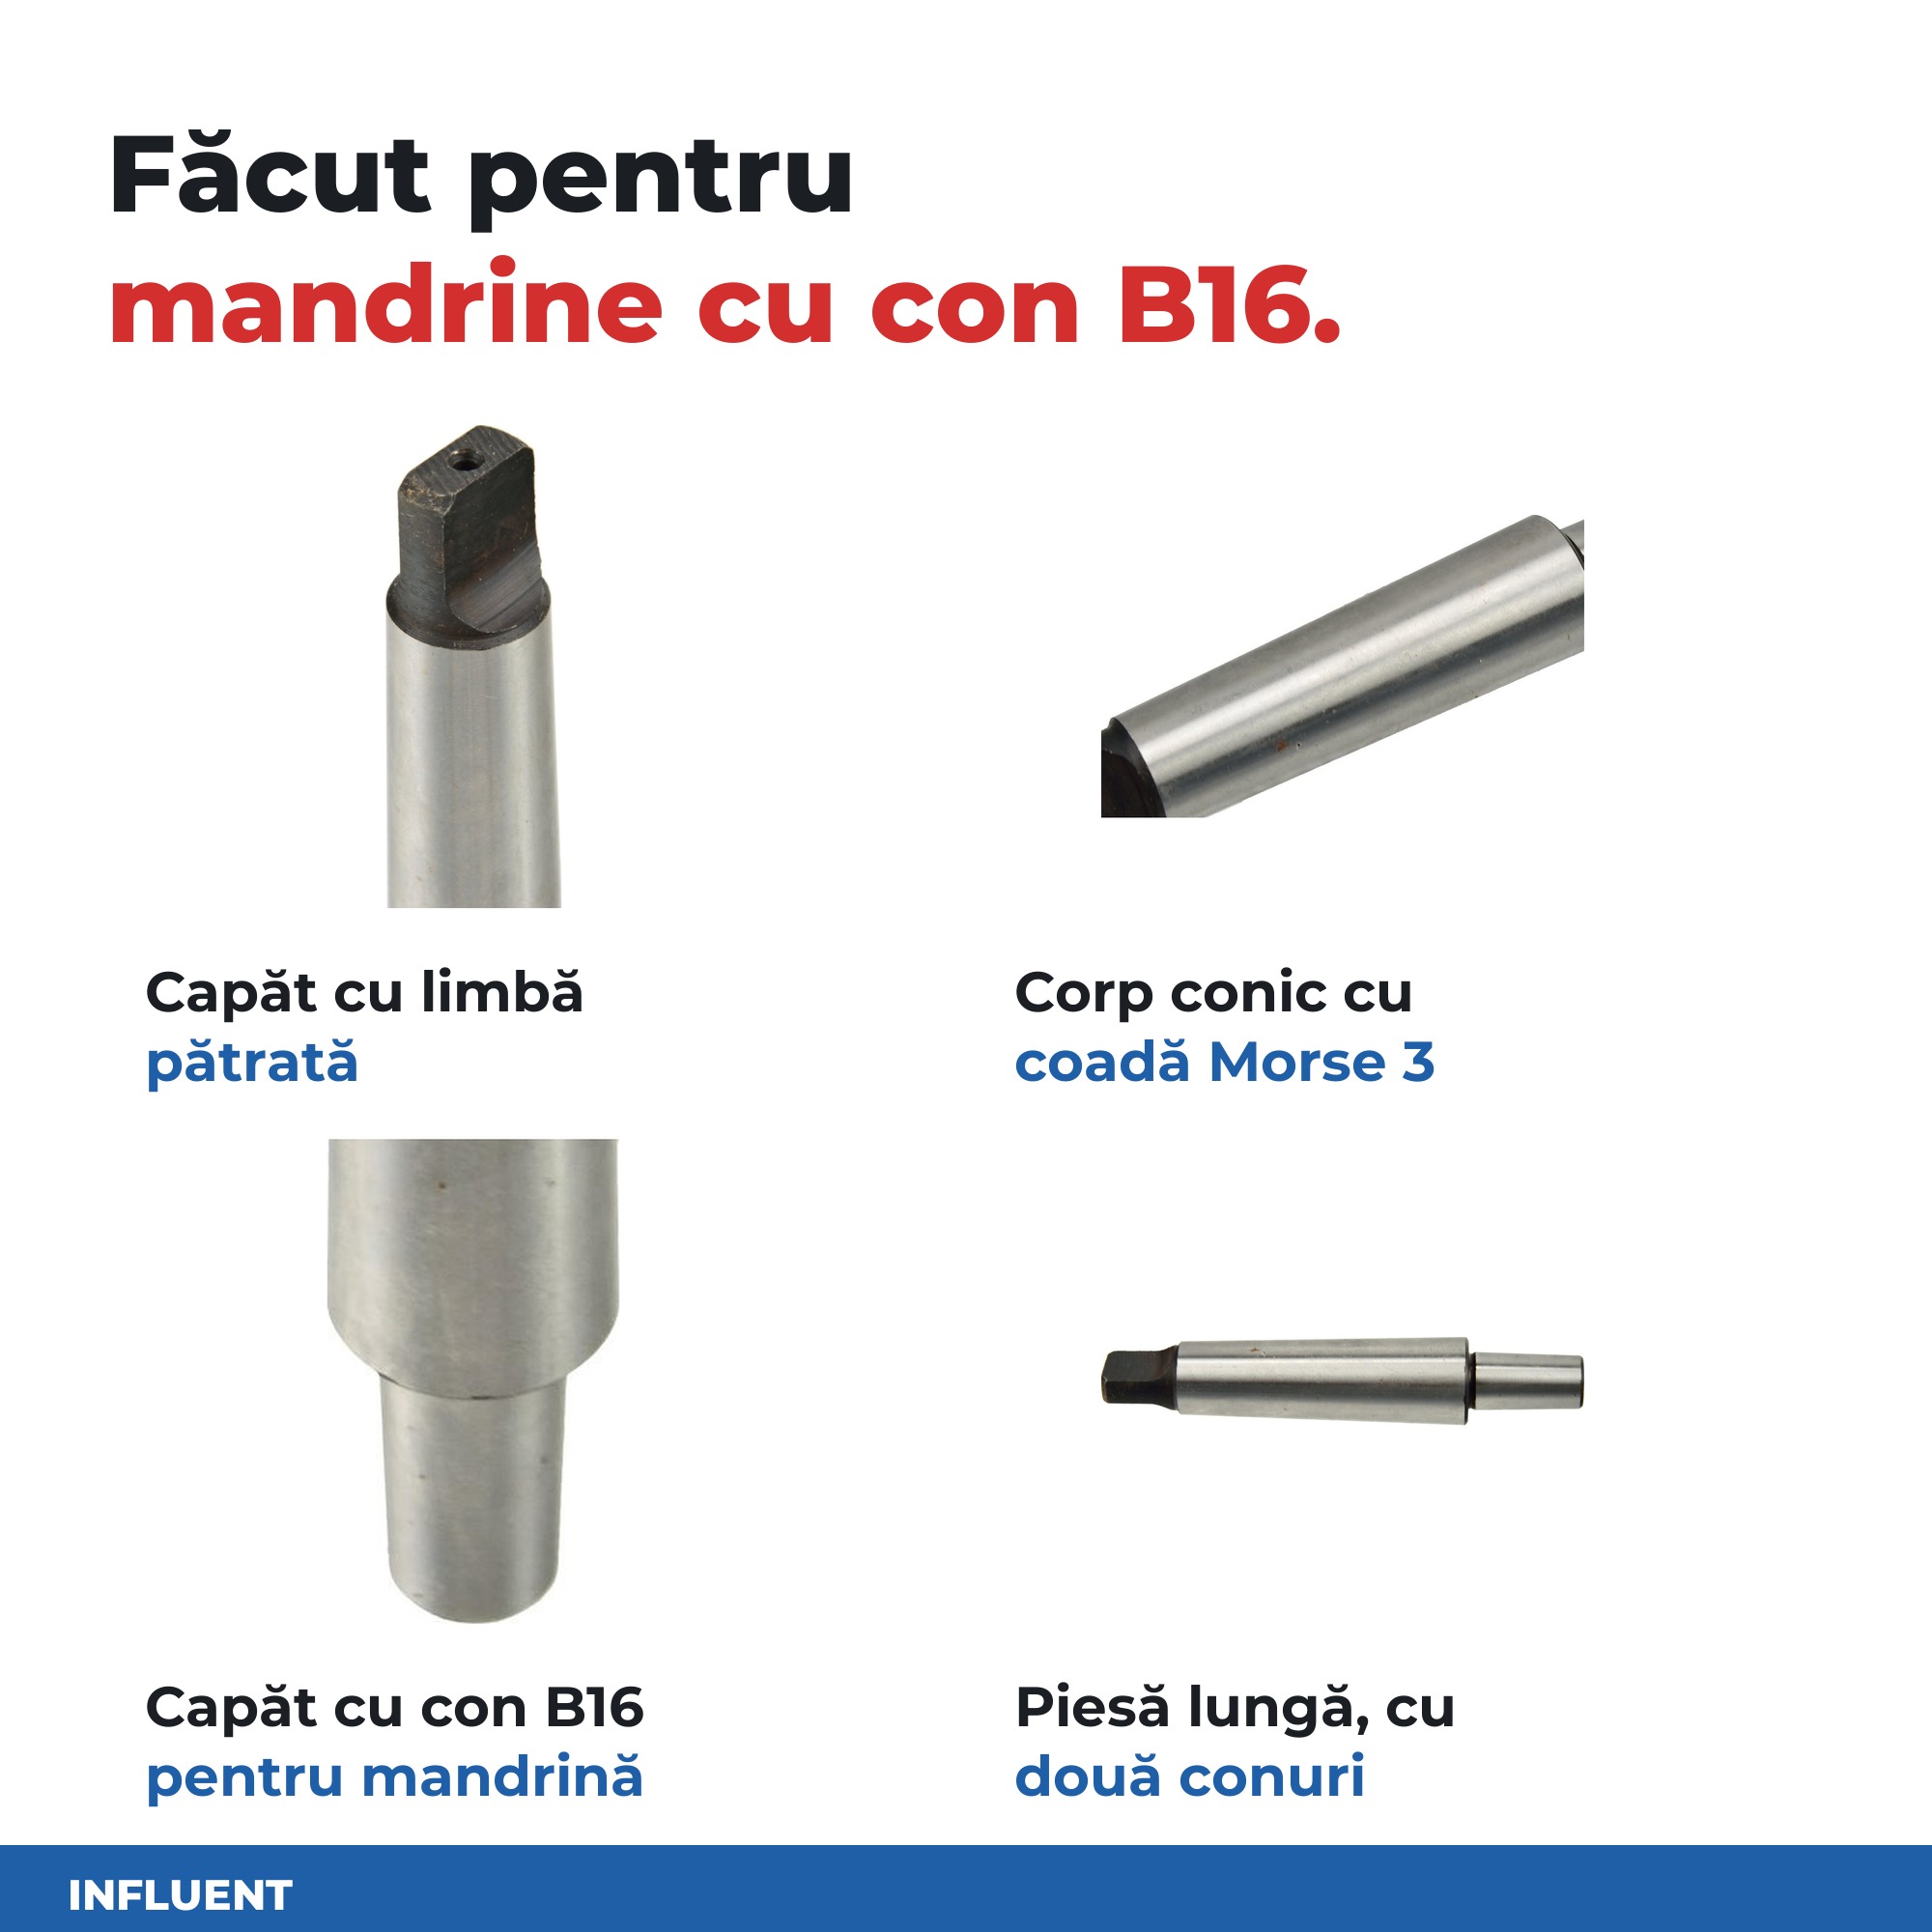 Făcut pentru
mandrine cu con B16.
Capăt cu limbă
pătrată
Corp conic cu
coadă Morse 3
Capăt cu con B16
pentru mandrină
Piesă lungă, cu
două conuri
INFLUENT